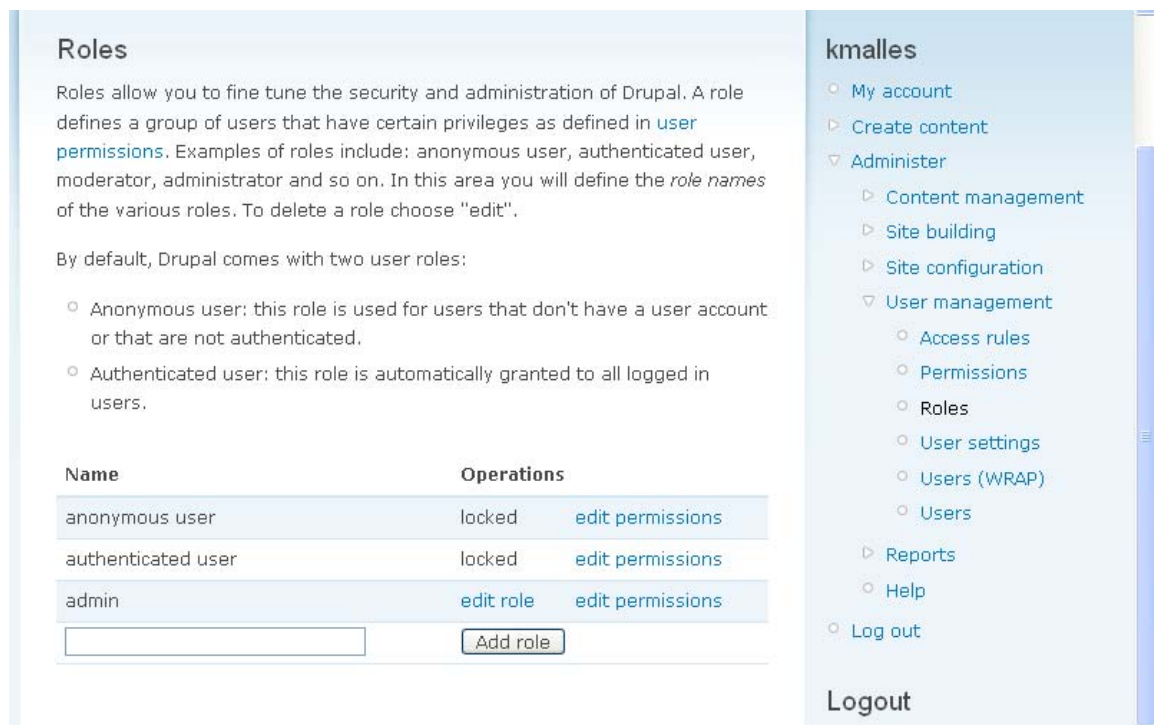 Roles
Roles allow you to fine tune the security and administration of Drupal. A role
defines a group of users that have certain privileges as defined in user
permissions. Examples of roles include: anonymous user, authenticated user,
moderator, administrator and so on. In this area you will define the role names
of the various roles. To delete a role choose "edit".
By default, Drupal comes with two user roles:
Anonymous user: this role is used for users that don't have a user account
or that are not authenticated.
Authenticated user: this role is automatically granted to all logged in
users.
Name Operations
anonymous user locked edit permissions
authenticated user locked edit permissions
admin edit role edit permissions
Add role
kmalles
My account
Create content
Administer
Content management
Site building
Site configuration
User management
Access rules
Permissions
Roles
User settings
Users (WRAP)
Users
Reports
Help
Log out
Logout